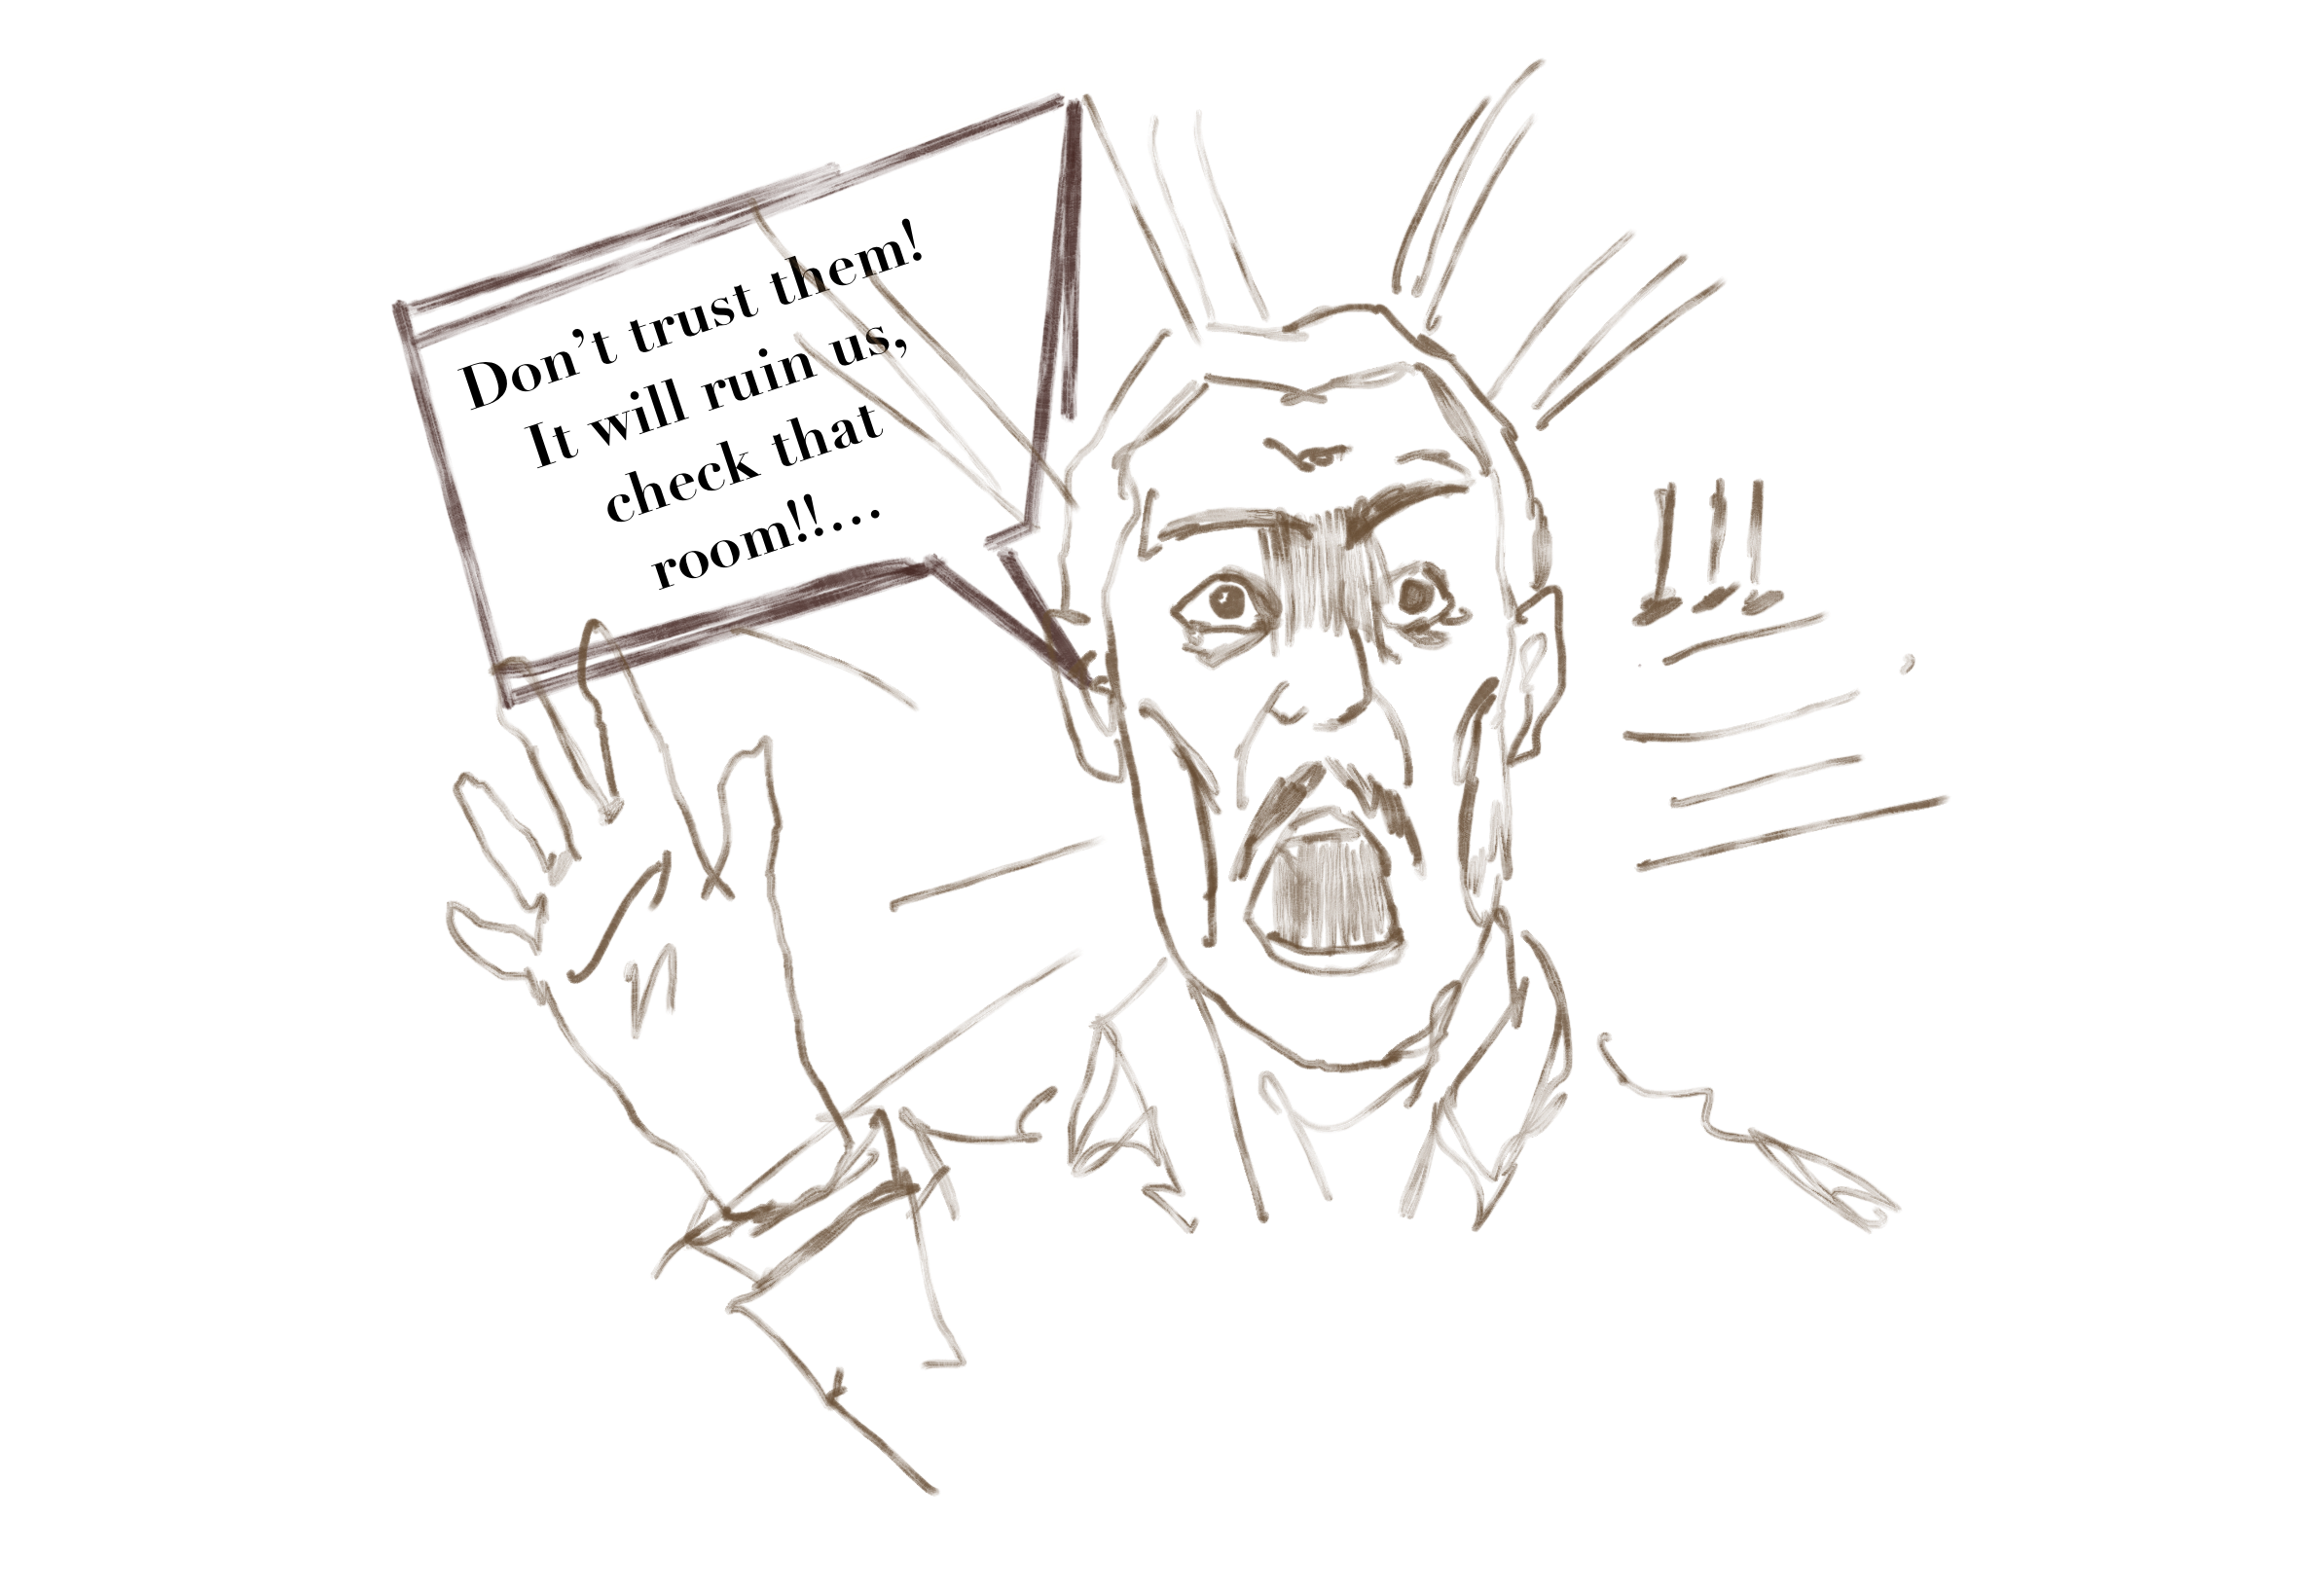 Don’t trust them!
It will ruin us,
check that
room!!...
!!!